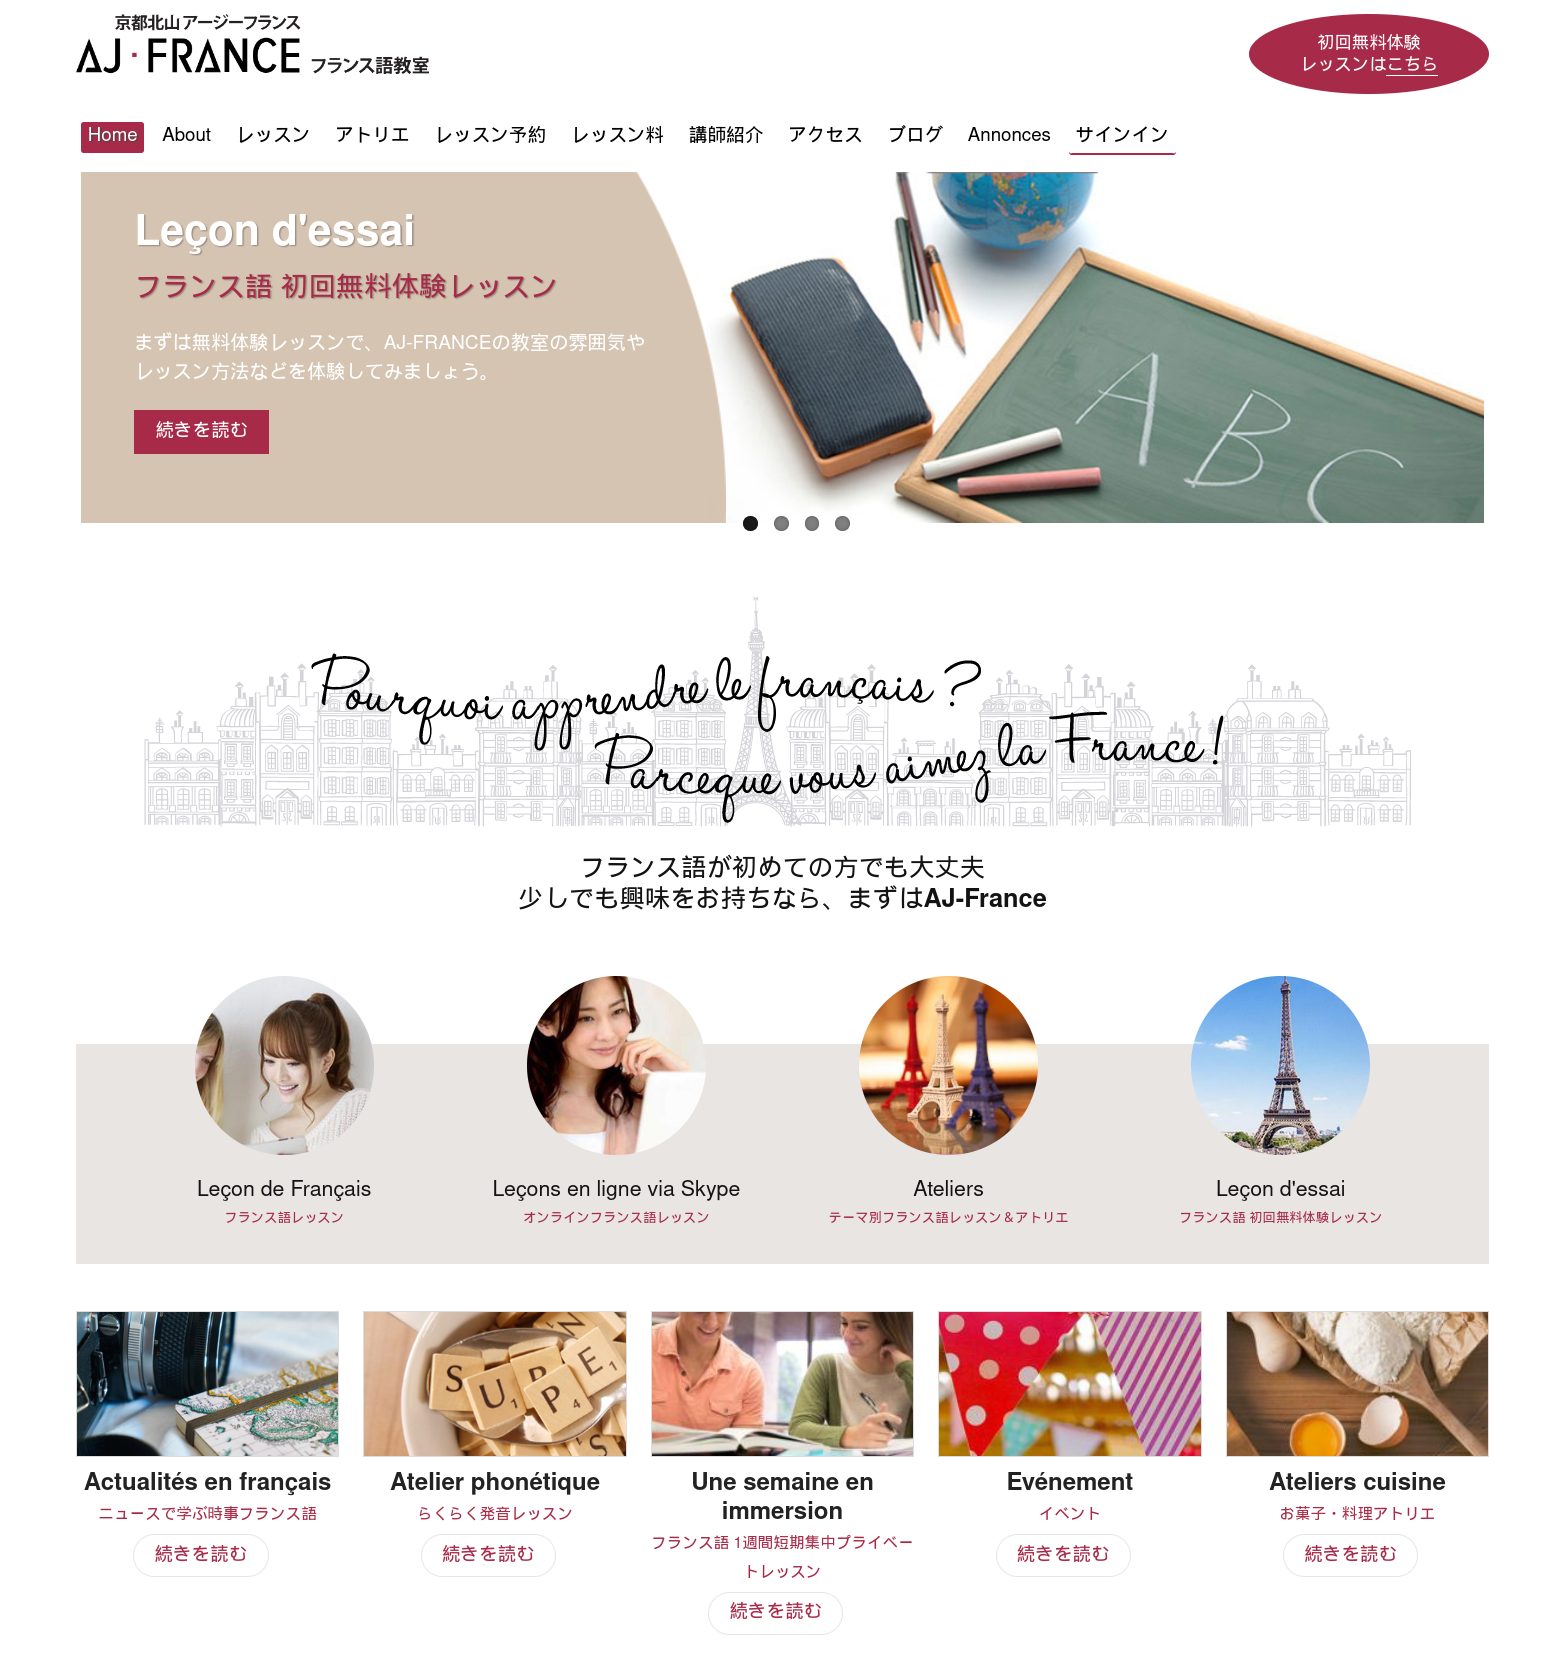 京都北山アージーフランス
AJ·FRANCE フランス語教室
初回無料体験
レッスンはこちら
Home About レッスン アトリエ レッスン予約 レッスン料 講師紹介 アクセス ブログ Annonces サインイン
Leçon d'essai
フランス語 初回無料体験レッスン
まずは無料体験レッスンで、AJ-FRANCEの教室の雰囲気や
レッスン方法などを体験してみましょう。
続きを読む
A B C
Pourquoi apprendre le français ?
Parceque vous aimez la France !
フランス語が初めての方でも大丈夫
少しでも興味をお持ちなら、まずはAJ-France
Leçon de Français
フランス語レッスン
Leçons en ligne via Skype
オンラインフランス語レッスン
Ateliers
テーマ別フランス語レッスン＆アトリエ
Leçon d'essai
フランス語 初回無料体験レッスン
Actualités en français
ニュースで学ぶ時事フランス語
続きを読む
S U P P E N S
Atelier phonétique
らくらく発音レッスン
続きを読む
Une semaine en
immersion
フランス語 1週間短期集中プライベー
トレッスン
続きを読む
Evénement
イベント
続きを読む
Ateliers cuisine
お菓子・料理アトリエ
続きを読む